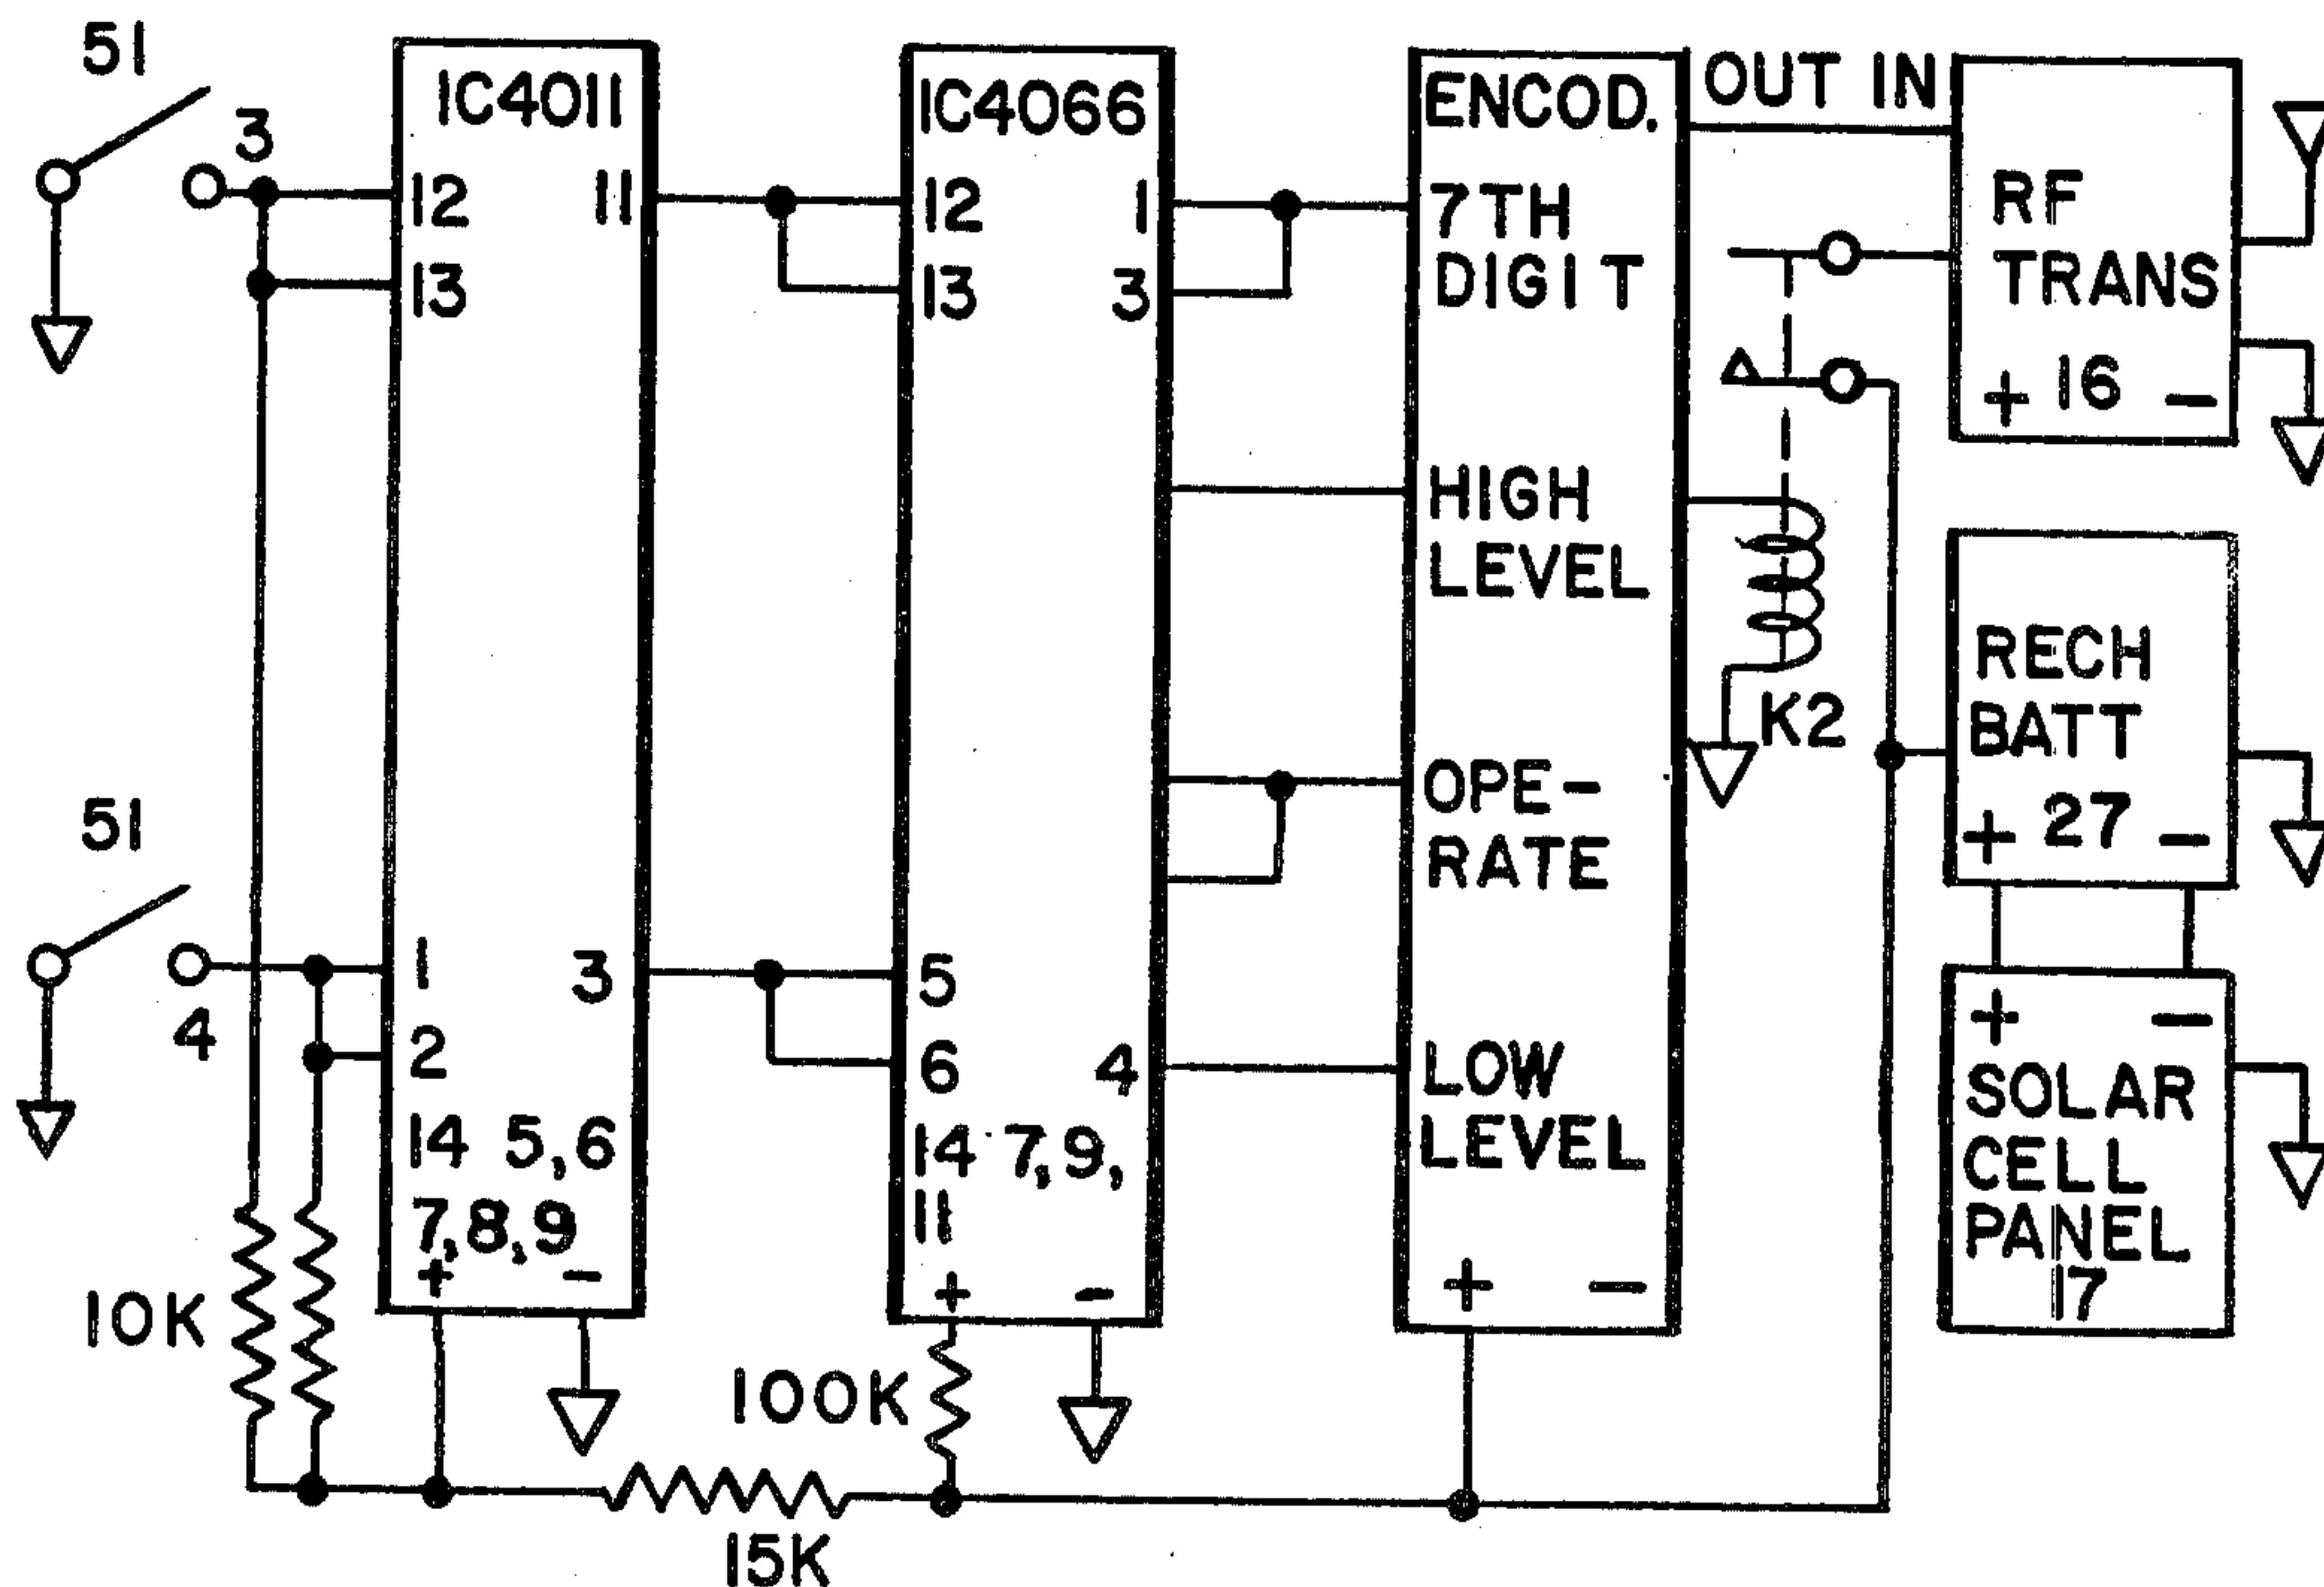 51
3
IC4011
12
11
13
51
4
1
3
2
14 5,6
7,8,9
+ -
10K
IC4066
12
1
13
3
5
6
4
14 7,9,
11
+ -
100K
15K
ENCOD.
7TH
DIGIT
HIGH
LEVEL
OPE-
RATE
LOW
LEVEL
+ -
OUT IN
K2
RF
TRANS
+ 16 -
RECH
BATT
+ 27 -
+ -
SOLAR
CELL
PANEL
17